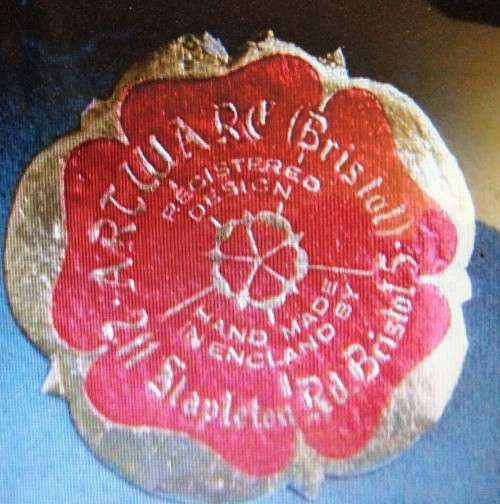 ·ARTWARE (Bristol)·
REGISTERED
DESIGN
HAND MADE
IN ENGLAND BY
211 Stapleton Rd Bristol 5.